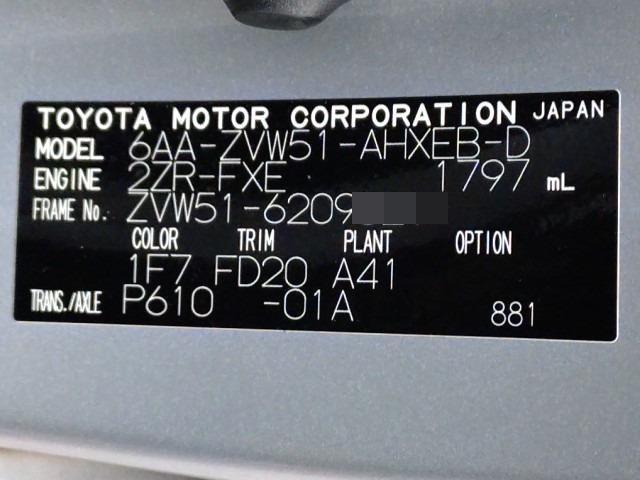 TOYOTA MOTOR CORPORATION JAPAN
MODEL 6AA-ZVW51-AHXEB-D
ENGINE 2ZR-FXE 1797 mL
FRAME No. ZVW51-6209
COLOR TRIM PLANT OPTION
1F7 FD20 A41
TRANS./AXLE P610 -01A 881